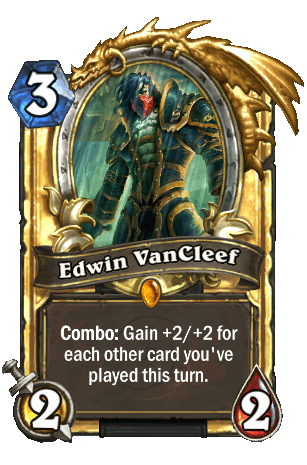 3
Edwin VanCleef
Combo: Gain +2/+2 for
each other card you've
played this turn.
2
2